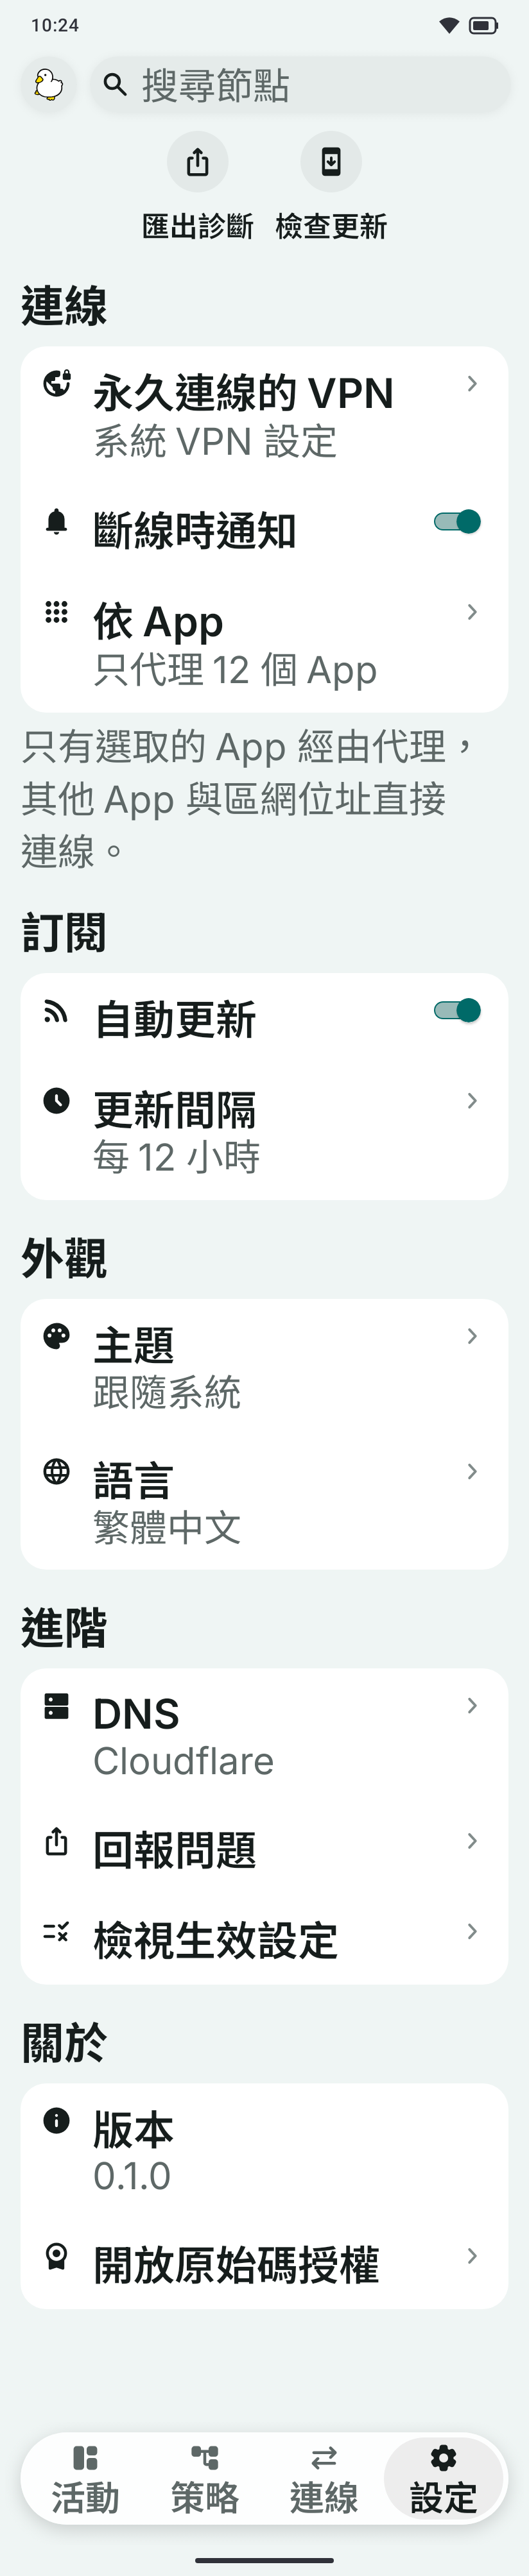 10:24
搜尋節點
匯出診斷
檢查更新
連線
永久連線的 VPN
系統 VPN 設定
斷線時通知
依 App
只代理 12 個 App
只有選取的 App 經由代理，
其他 App 與區網位址直接
連線。
訂閱
自動更新
更新間隔
每 12 小時
外觀
主題
跟隨系統
語言
繁體中文
進階
DNS
Cloudflare
回報問題
檢視生效設定
關於
版本
0.1.0
開放原始碼授權
活動
策略
連線
設定